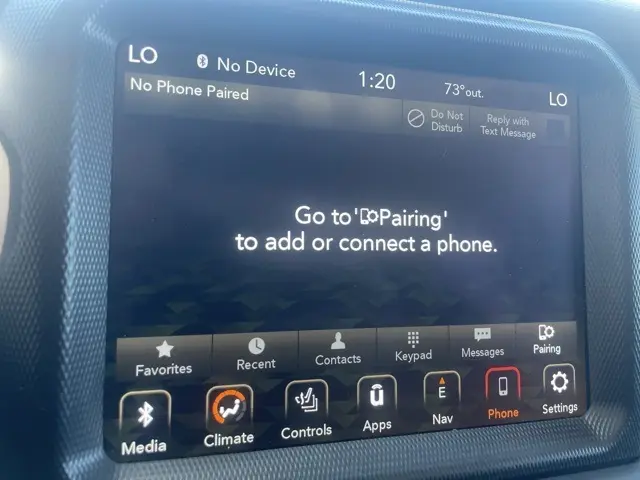 LO No Device 1:20 73°out. LO
No Phone Paired
Do Not
Disturb
Reply with
Text Message
Go to 'Pairing'
to add or connect a phone.
Favorites Recent Contacts Keypad Messages Pairing
E
Media Climate Controls Apps Nav Phone Settings